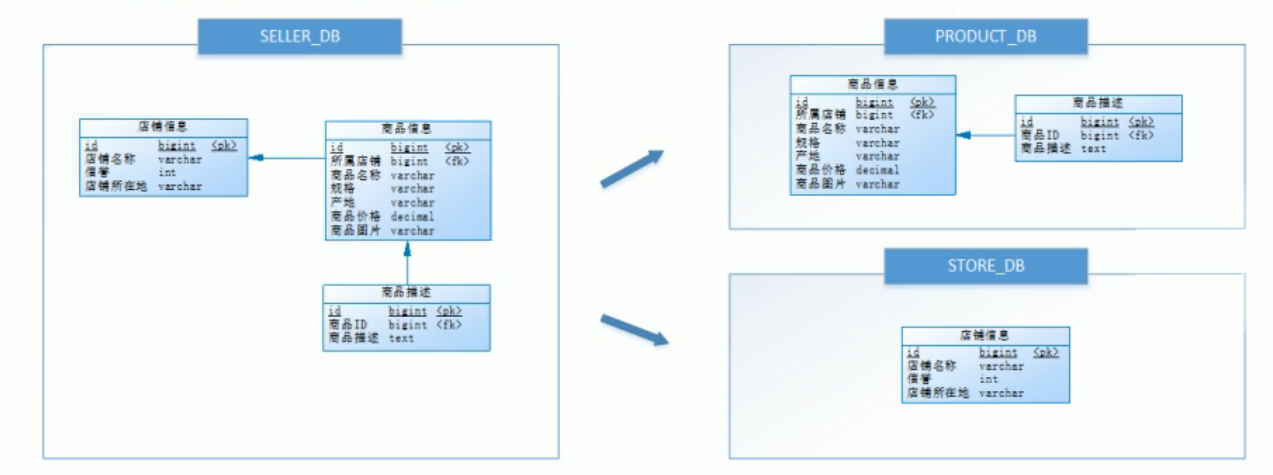 SELLER_DB
店铺信息
id bigint <pk>
店铺名称 varchar
信誉 int
店铺所在地 varchar
商品信息
id bigint <pk>
所属店铺 bigint <fk>
商品名称 varchar
规格 varchar
产地 varchar
商品价格 decimal
商品图片 varchar
商品描述
id bigint <pk>
商品ID bigint <fk>
商品描述 text
PRODUCT_DB
商品信息
id bigint <pk>
所属店铺 bigint <fk>
商品名称 varchar
规格 varchar
产地 varchar
商品价格 decimal
商品图片 varchar
商品描述
id bigint <pk>
商品ID bigint <fk>
商品描述 text
STORE_DB
店铺信息
id bigint <pk>
店铺名称 varchar
信誉 int
店铺所在地 varchar